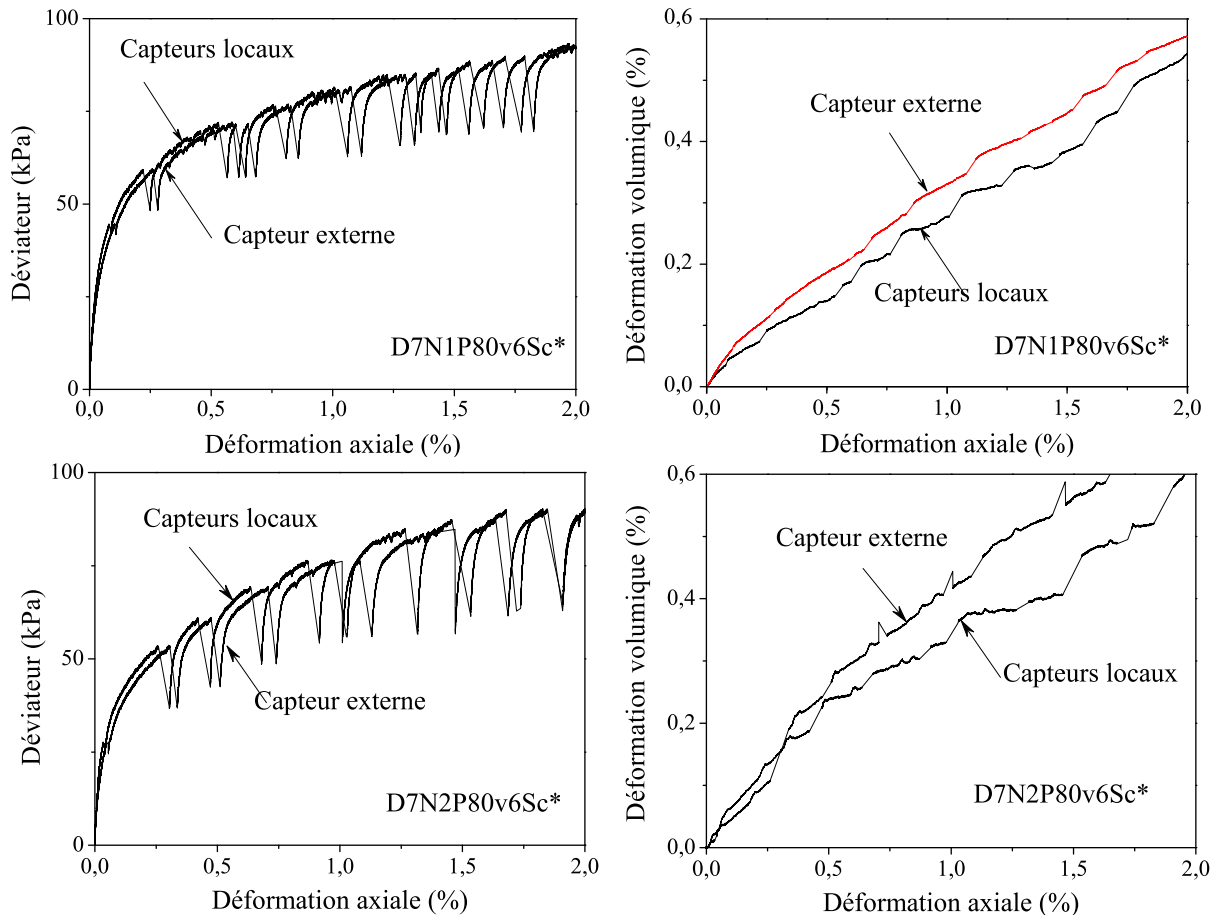 100
50
0
0,0
0,5
1,0
1,5
2,0
Déviateur (kPa)
Déformation axiale (%)
Capteurs locaux
Capteur externe
D7N1P80v6Sc*
0,6
0,4
0,2
0,0
0,0
0,5
1,0
1,5
2,0
Déformation volumique (%)
Déformation axiale (%)
Capteur externe
Capteurs locaux
D7N1P80v6Sc*
100
50
0
0,0
0,5
1,0
1,5
2,0
Déviateur (kPa)
Déformation axiale (%)
Capteurs locaux
Capteur externe
D7N2P80v6Sc*
0,6
0,4
0,2
0,0
0,0
0,5
1,0
1,5
2,0
Déformation volumique (%)
Déformation axiale (%)
Capteur externe
Capteurs locaux
D7N2P80v6Sc*